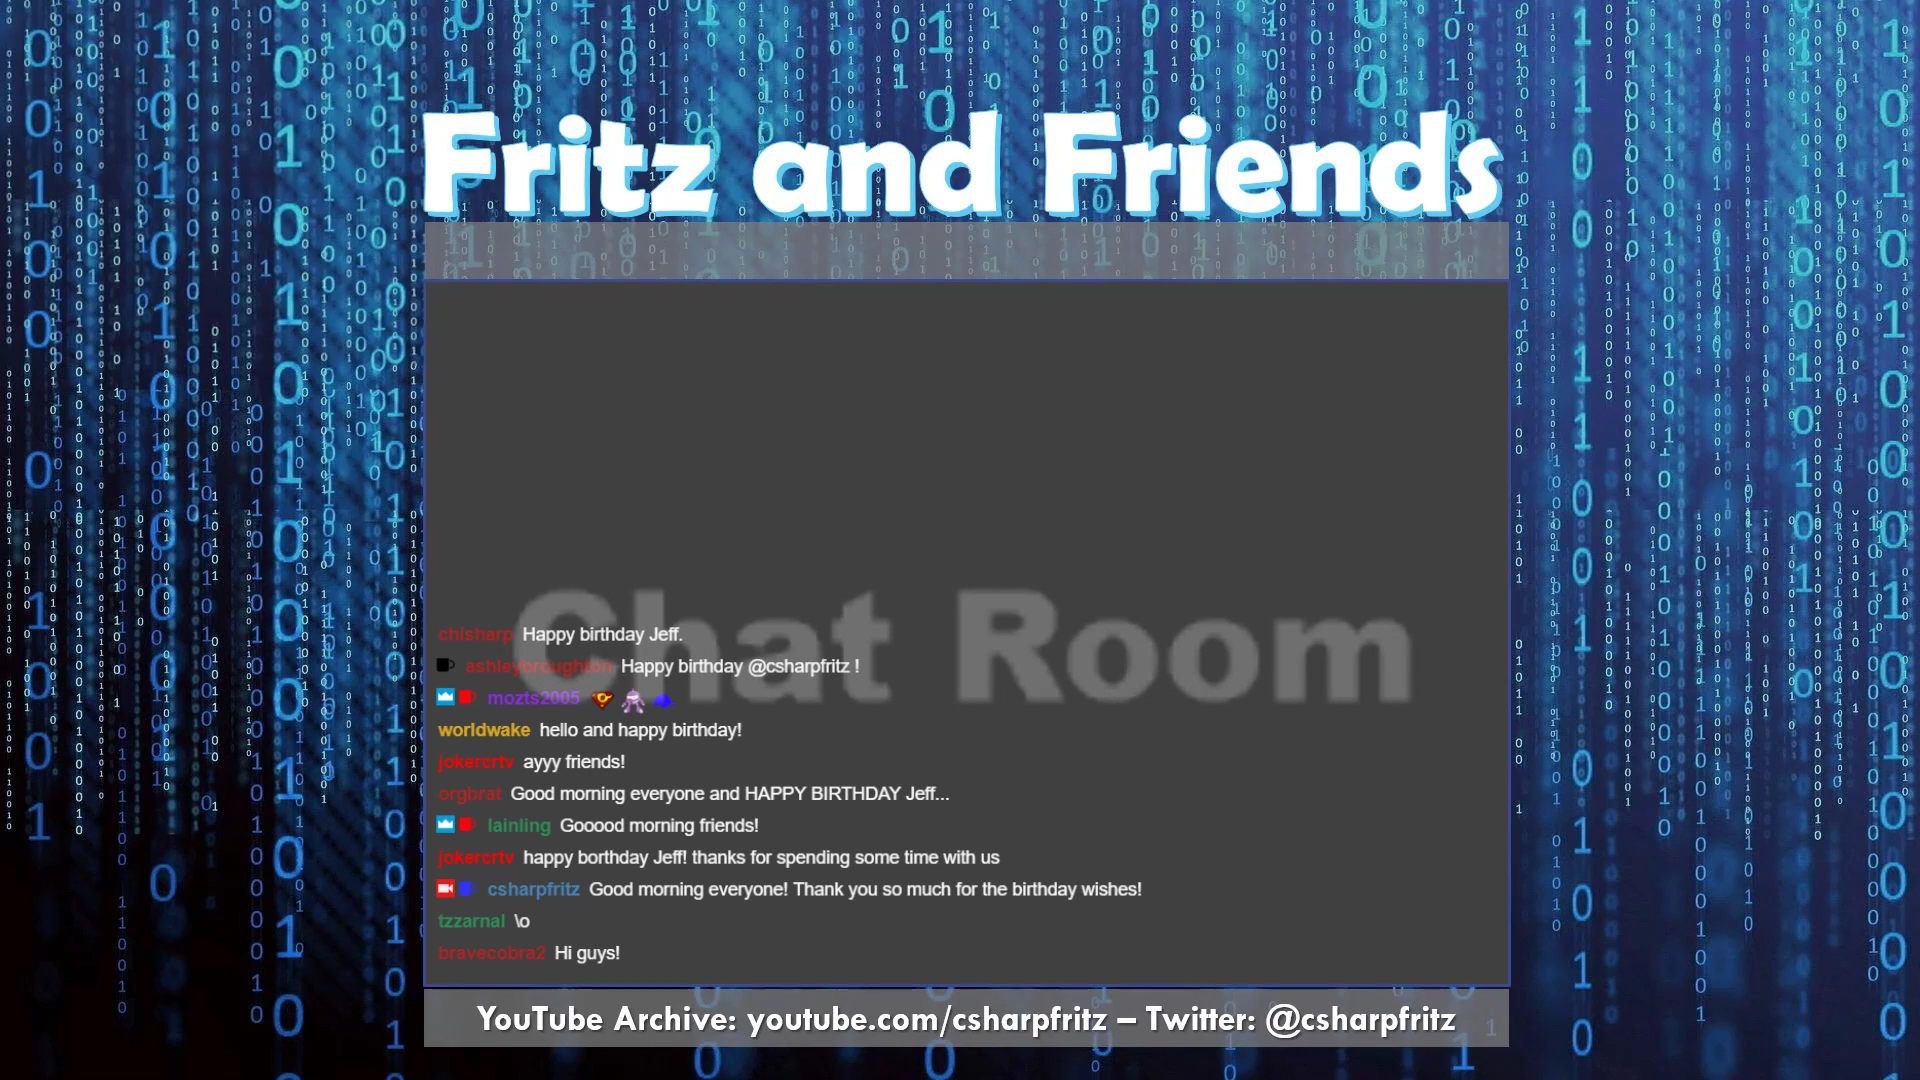 Fritz and Friends
Chat Room
chisharp Happy birthday Jeff.
ashleybroughton Happy birthday @csharpfritz !
mozts2005
worldwake hello and happy birthday!
jokercrtv ayyy friends!
orgbrat Good morning everyone and HAPPY BIRTHDAY Jeff...
lainling Gooood morning friends!
jokercrtv happy borthday Jeff! thanks for spending some time with us
csharpfritz Good morning everyone! Thank you so much for the birthday wishes!
tzzarnal \o
bravecobra2 Hi guys!
YouTube Archive: youtube.com/csharpfritz – Twitter: @csharpfritz